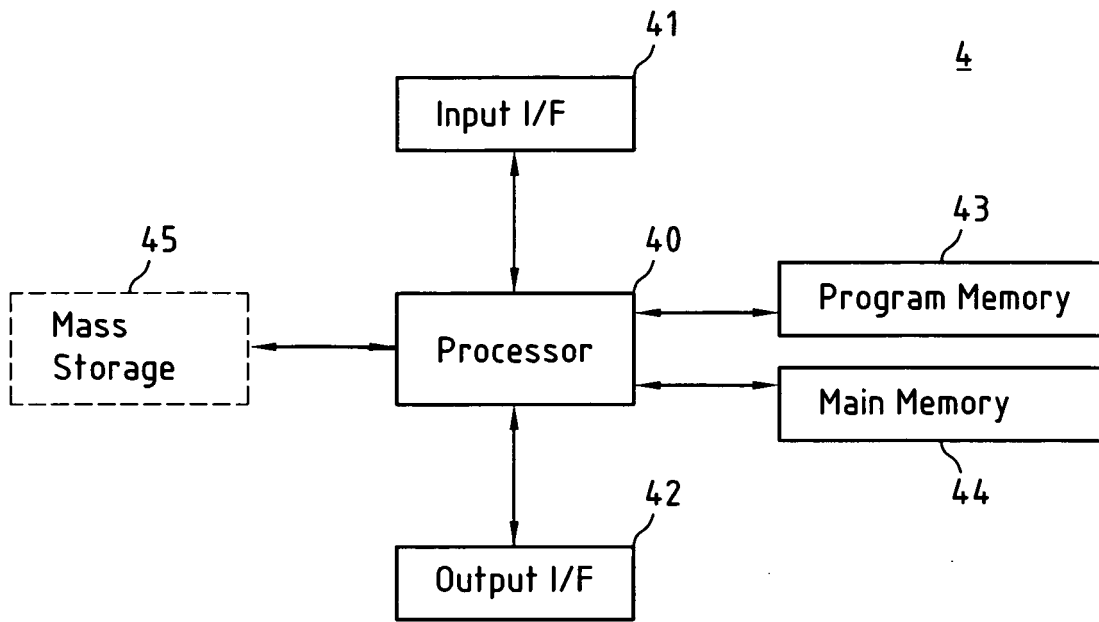 41
4
Input I/F
45
40
43
Mass
Storage
Processor
Program Memory
Main Memory
44
42
Output I/F